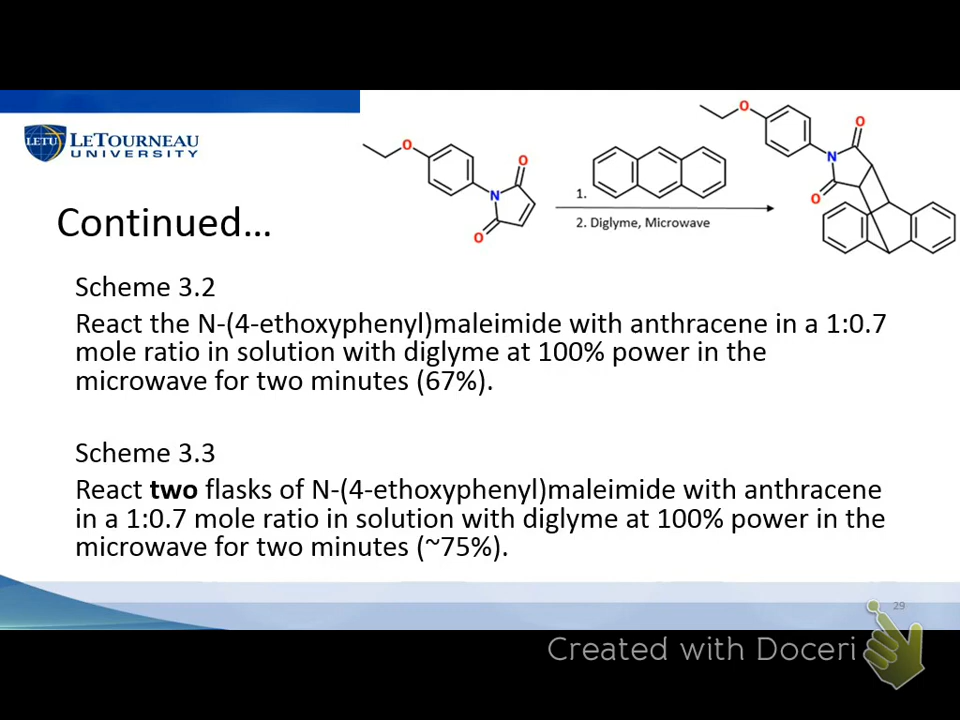 LETU LETOURNEAU
UNIVERSITY
O
N
O
O
1.
2. Diglyme, Microwave
O
N
O
O
Continued…
Scheme 3.2
React the N-(4-ethoxyphenyl)maleimide with anthracene in a 1:0.7
mole ratio in solution with diglyme at 100% power in the
microwave for two minutes (67%).
Scheme 3.3
React two flasks of N-(4-ethoxyphenyl)maleimide with anthracene
in a 1:0.7 mole ratio in solution with diglyme at 100% power in the
microwave for two minutes (~75%).
29
Created with Doceri